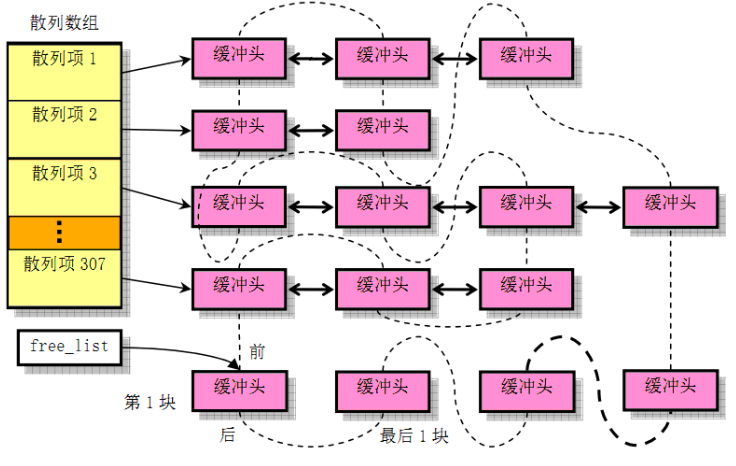 散列数组
散列项 1
缓冲头
缓冲头
缓冲头
散列项 2
缓冲头
缓冲头
散列项 3
缓冲头
缓冲头
缓冲头
缓冲头
⋮
散列项 307
缓冲头
缓冲头
缓冲头
free_list
前
第 1 块
缓冲头
缓冲头
缓冲头
缓冲头
后
最后 1 块